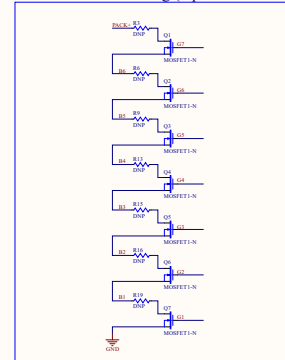 PACK+
R3
DNP
Q1
G7
MOSFET1-N
B6
R6
DNP
Q2
G6
MOSFET1-N
B5
R9
DNP
Q3
G5
MOSFET1-N
B4
R13
DNP
Q4
G4
MOSFET1-N
B3
R15
DNP
Q5
G3
MOSFET1-N
B2
R16
DNP
Q6
G2
MOSFET1-N
B1
R19
DNP
Q7
G1
MOSFET1-N
GND